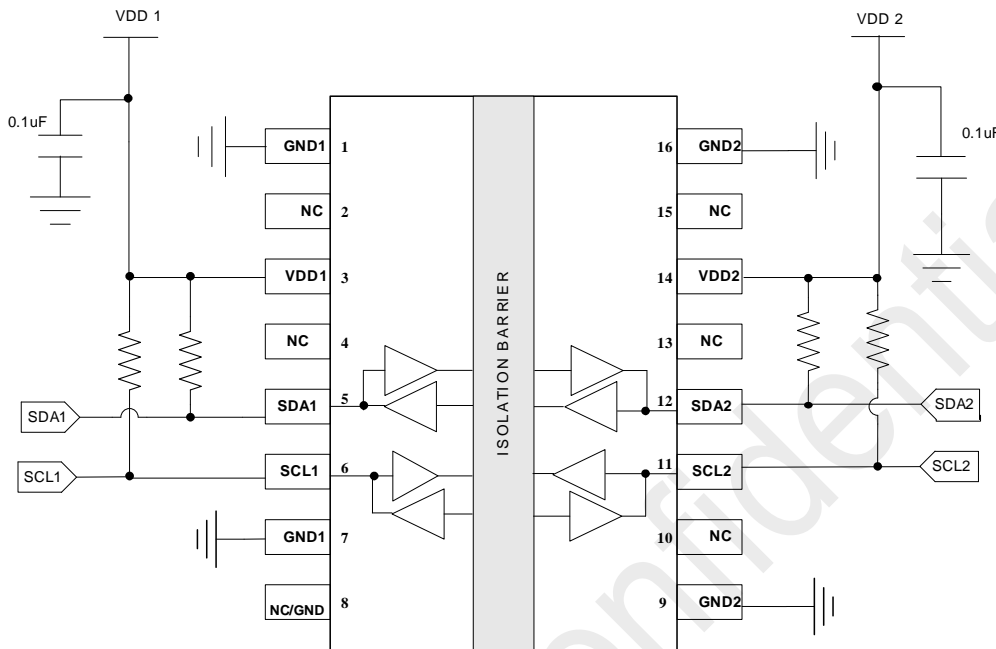 VDD 1
VDD 2
0.1uF
0.1uF
GND1 1
16 GND2
NC 2
15 NC
VDD1 3
14 VDD2
NC 4
13 NC
SDA1
SDA1 5
12 SDA2
SDA2
SCL1
SCL1 6
11 SCL2
SCL2
GND1 7
10 NC
NC/GND 8
9 GND2
ISOLATION BARRIER